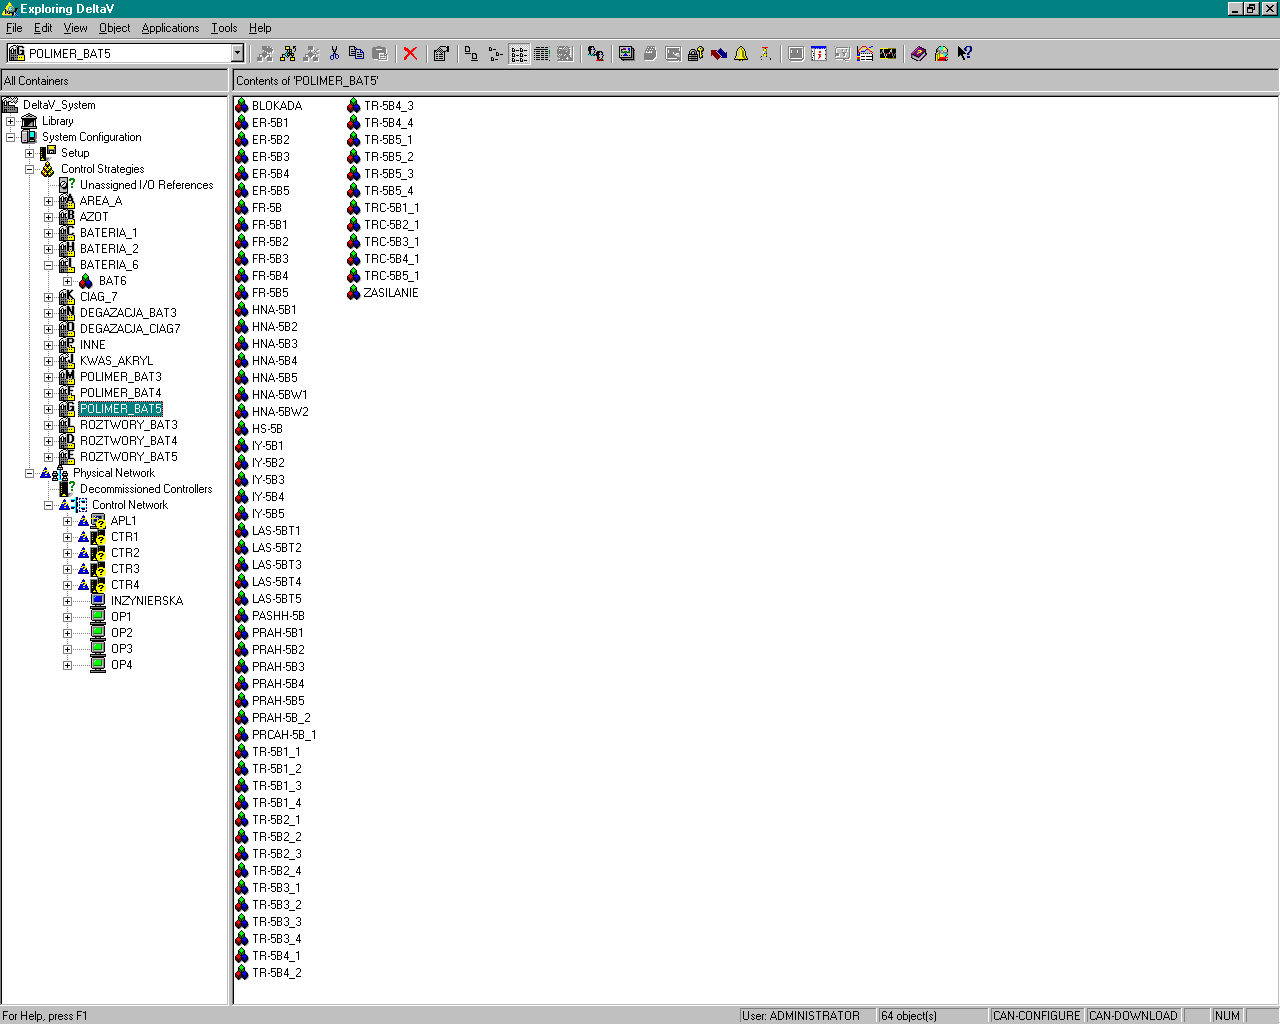 Exploring DeltaV
File Edit View Object Applications Tools Help
POLIMER_BAT5
All Containers
Contents of 'POLIMER_BAT5'
DeltaV_System
Library
System Configuration
Setup
Control Strategies
Unassigned I/O References
AREA_A
AZOT
BATERIA_1
BATERIA_2
BATERIA_6
BAT6
CIAG_7
DEGAZACJA_BAT3
DEGAZACJA_CIAG7
INNE
KWAS_AKRYL
POLIMER_BAT3
POLIMER_BAT4
POLIMER_BAT5
ROZTWORY_BAT3
ROZTWORY_BAT4
ROZTWORY_BAT5
Physical Network
Decommissioned Controllers
Control Network
APL1
CTR1
CTR2
CTR3
CTR4
INZYNIERSKA
OP1
OP2
OP3
OP4
BLOKADA
ER-5B1
ER-5B2
ER-5B3
ER-5B4
ER-5B5
FR-5B
FR-5B1
FR-5B2
FR-5B3
FR-5B4
FR-5B5
HNA-5B1
HNA-5B2
HNA-5B3
HNA-5B4
HNA-5B5
HNA-5BW1
HNA-5BW2
HS-5B
IY-5B1
IY-5B2
IY-5B3
IY-5B4
IY-5B5
LAS-5BT1
LAS-5BT2
LAS-5BT3
LAS-5BT4
LAS-5BT5
PASHH-5B
PRAH-5B1
PRAH-5B2
PRAH-5B3
PRAH-5B4
PRAH-5B5
PRAH-5B_2
PRCAH-5B_1
TR-5B1_1
TR-5B1_2
TR-5B1_3
TR-5B1_4
TR-5B2_1
TR-5B2_2
TR-5B2_3
TR-5B2_4
TR-5B3_1
TR-5B3_2
TR-5B3_3
TR-5B3_4
TR-5B4_1
TR-5B4_2
TR-5B4_3
TR-5B4_4
TR-5B5_1
TR-5B5_2
TR-5B5_3
TR-5B5_4
TRC-5B1_1
TRC-5B2_1
TRC-5B3_1
TRC-5B4_1
TRC-5B5_1
ZASILANIE
For Help, press F1
User: ADMINISTRATOR
64 object(s)
CAN-CONFIGURE
CAN-DOWNLOAD
NUM